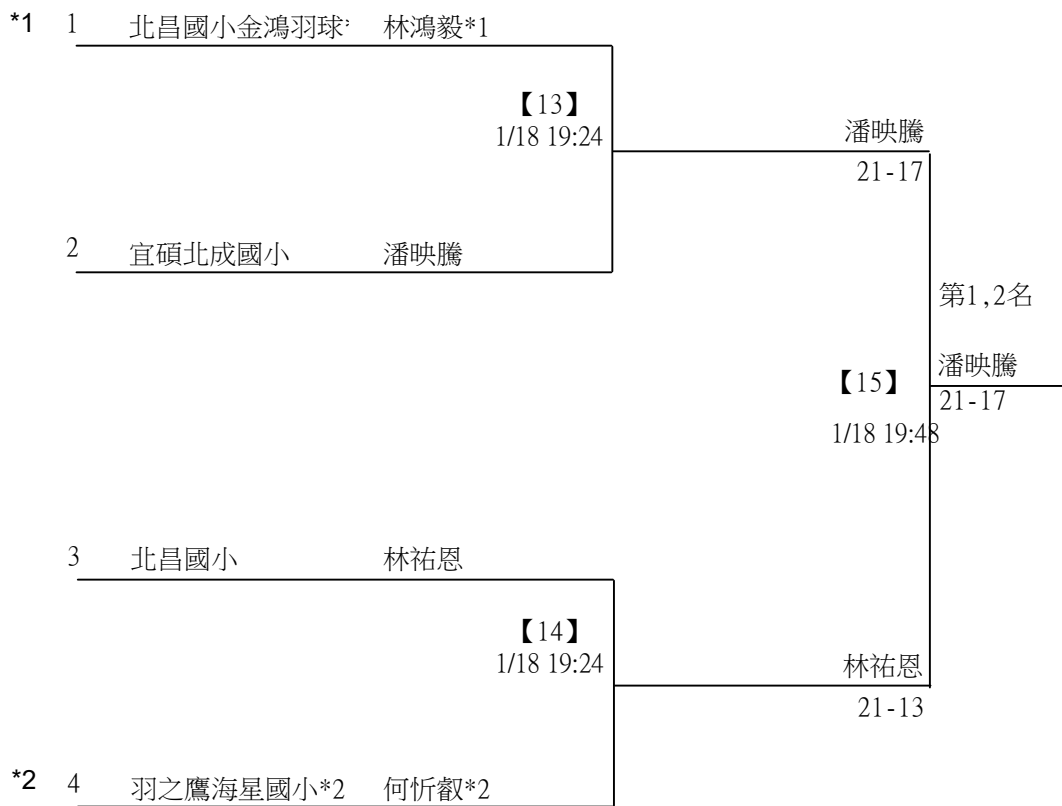 *1 1 北昌國小金鴻羽球 林鴻毅*1
【13】
1/18 19:24
潘映騰
21-17
2 宜碩北成國小 潘映騰
第1,2名
潘映騰
【15】
21-17
1/18 19:48
3 北昌國小 林祐恩
【14】
1/18 19:24
林祐恩
21-13
*2 4 羽之鷹海星國小*2 何忻叡*2